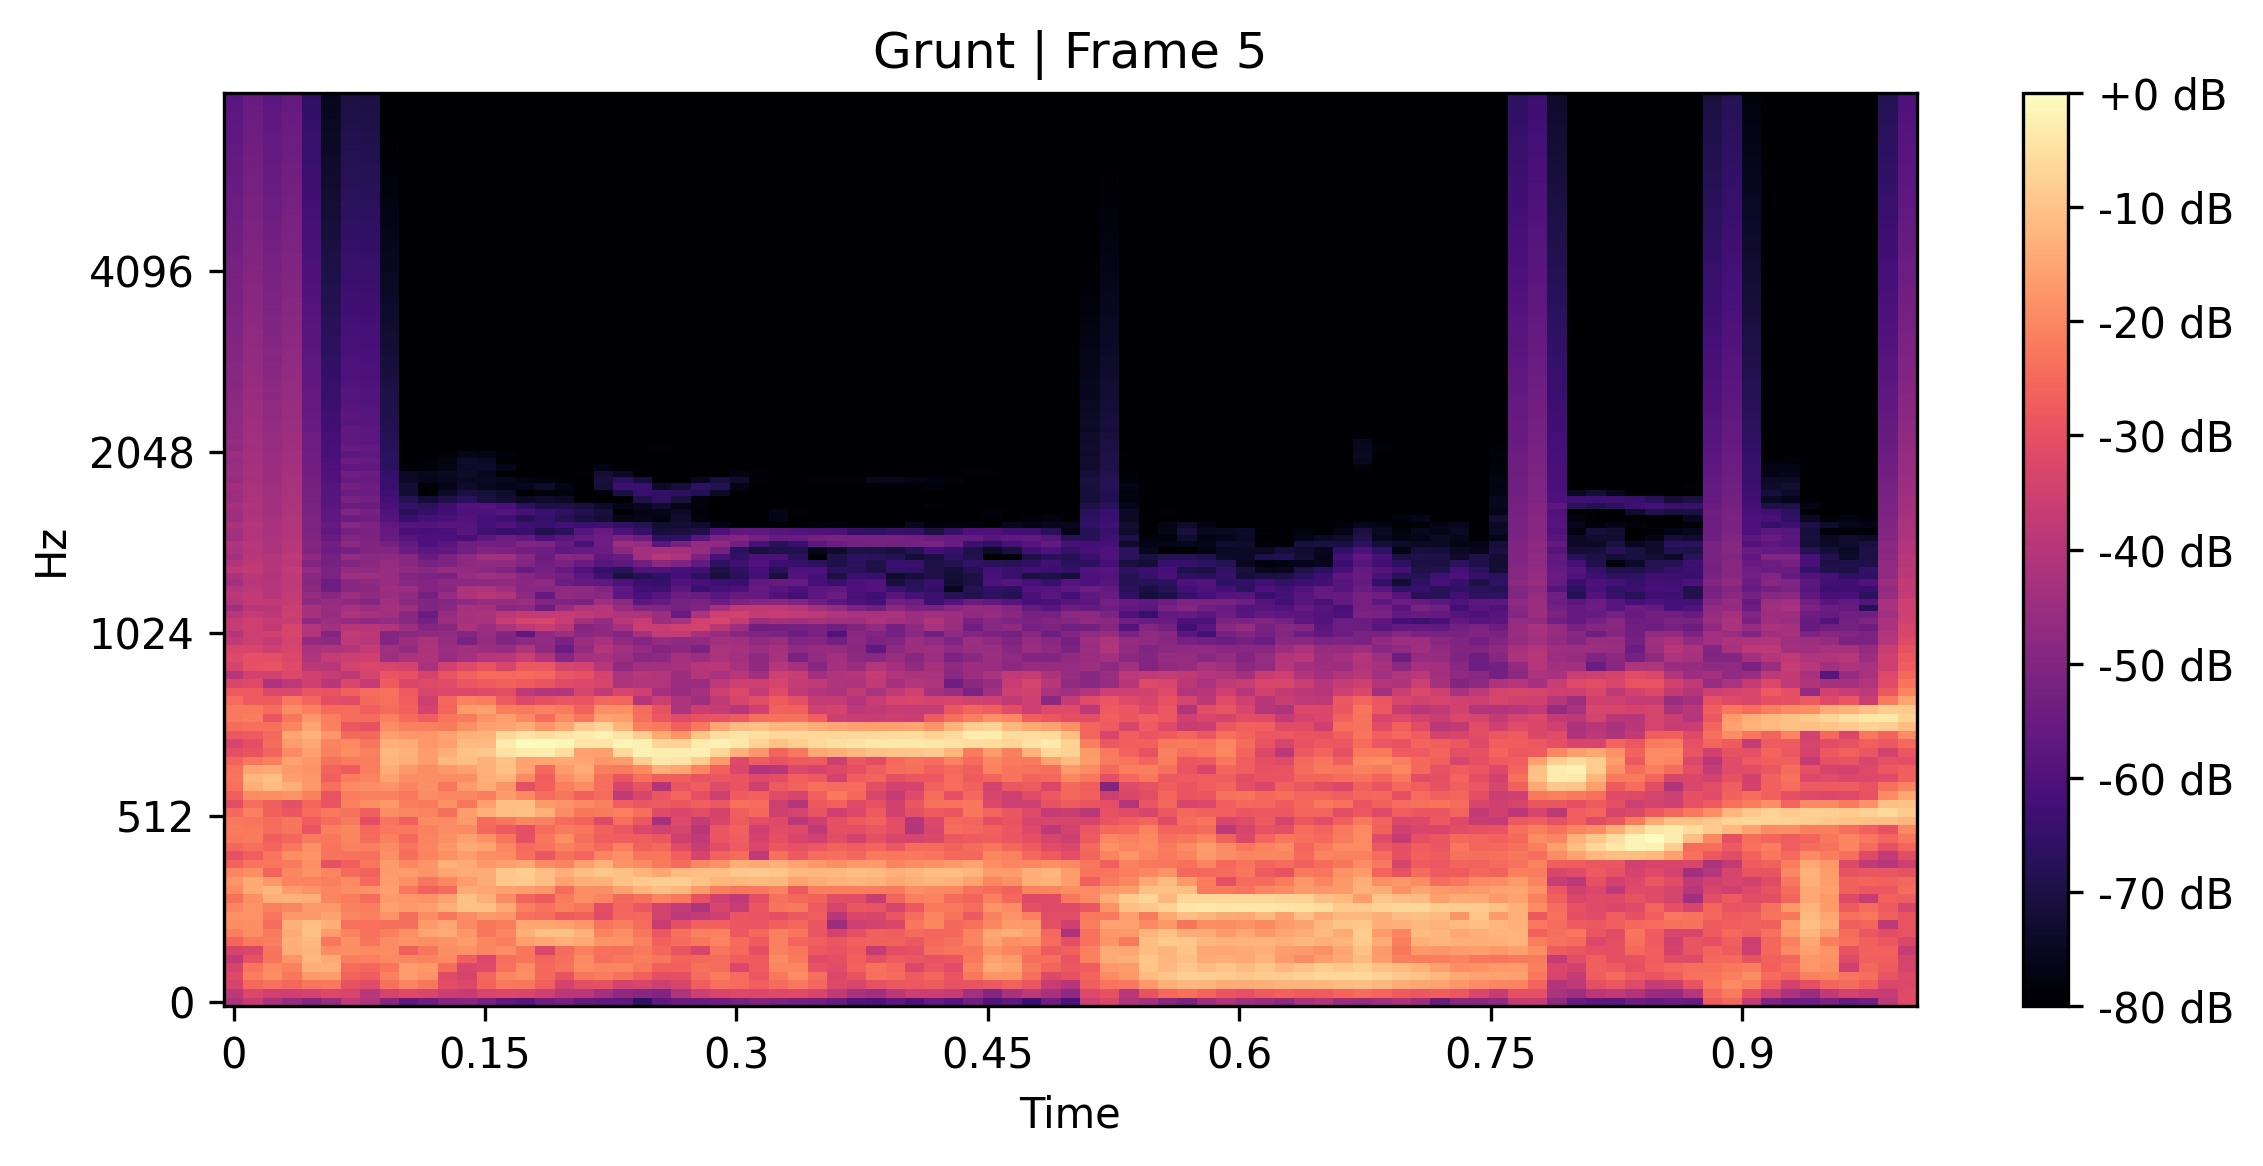 Grunt | Frame 5
+0 dB
-10 dB
-20 dB
-30 dB
-40 dB
-50 dB
-60 dB
-70 dB
-80 dB
4096
2048
1024
512
0
Hz
0 0.15 0.3 0.45 0.6 0.75 0.9
Time